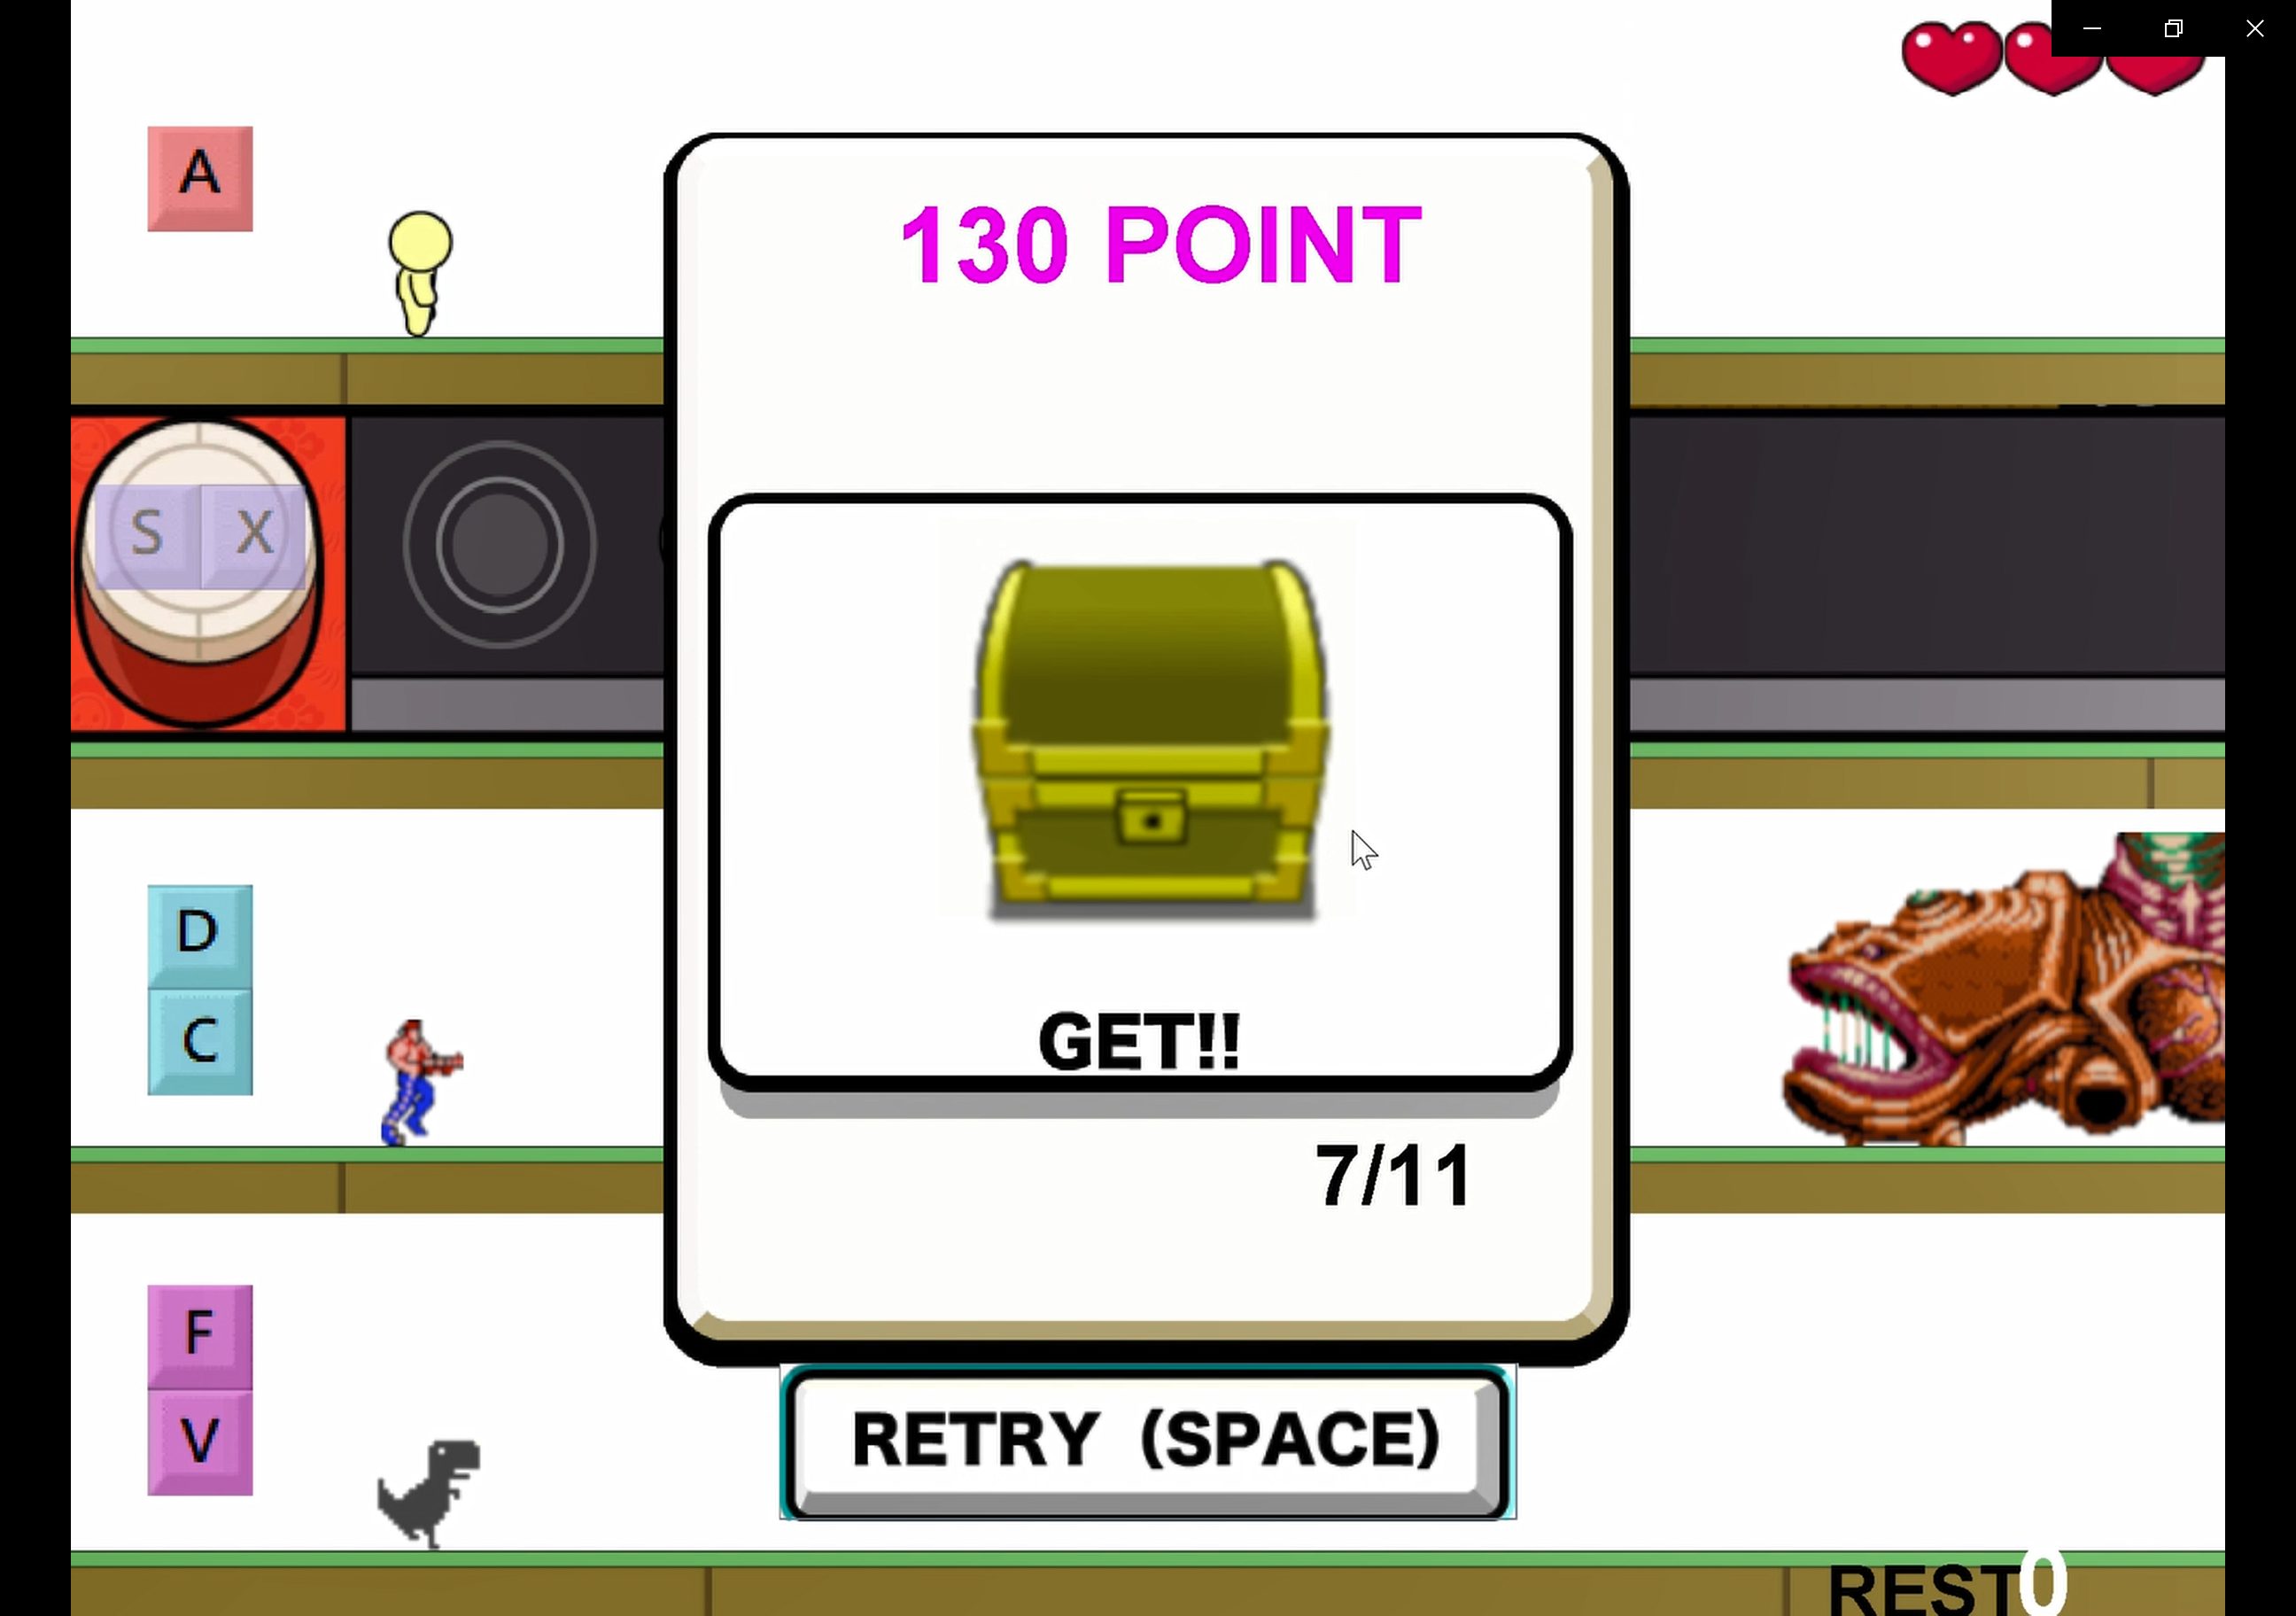 A
130 POINT
S X
D
C
GET!!
7/11
F
V
RETRY (SPACE)
REST0